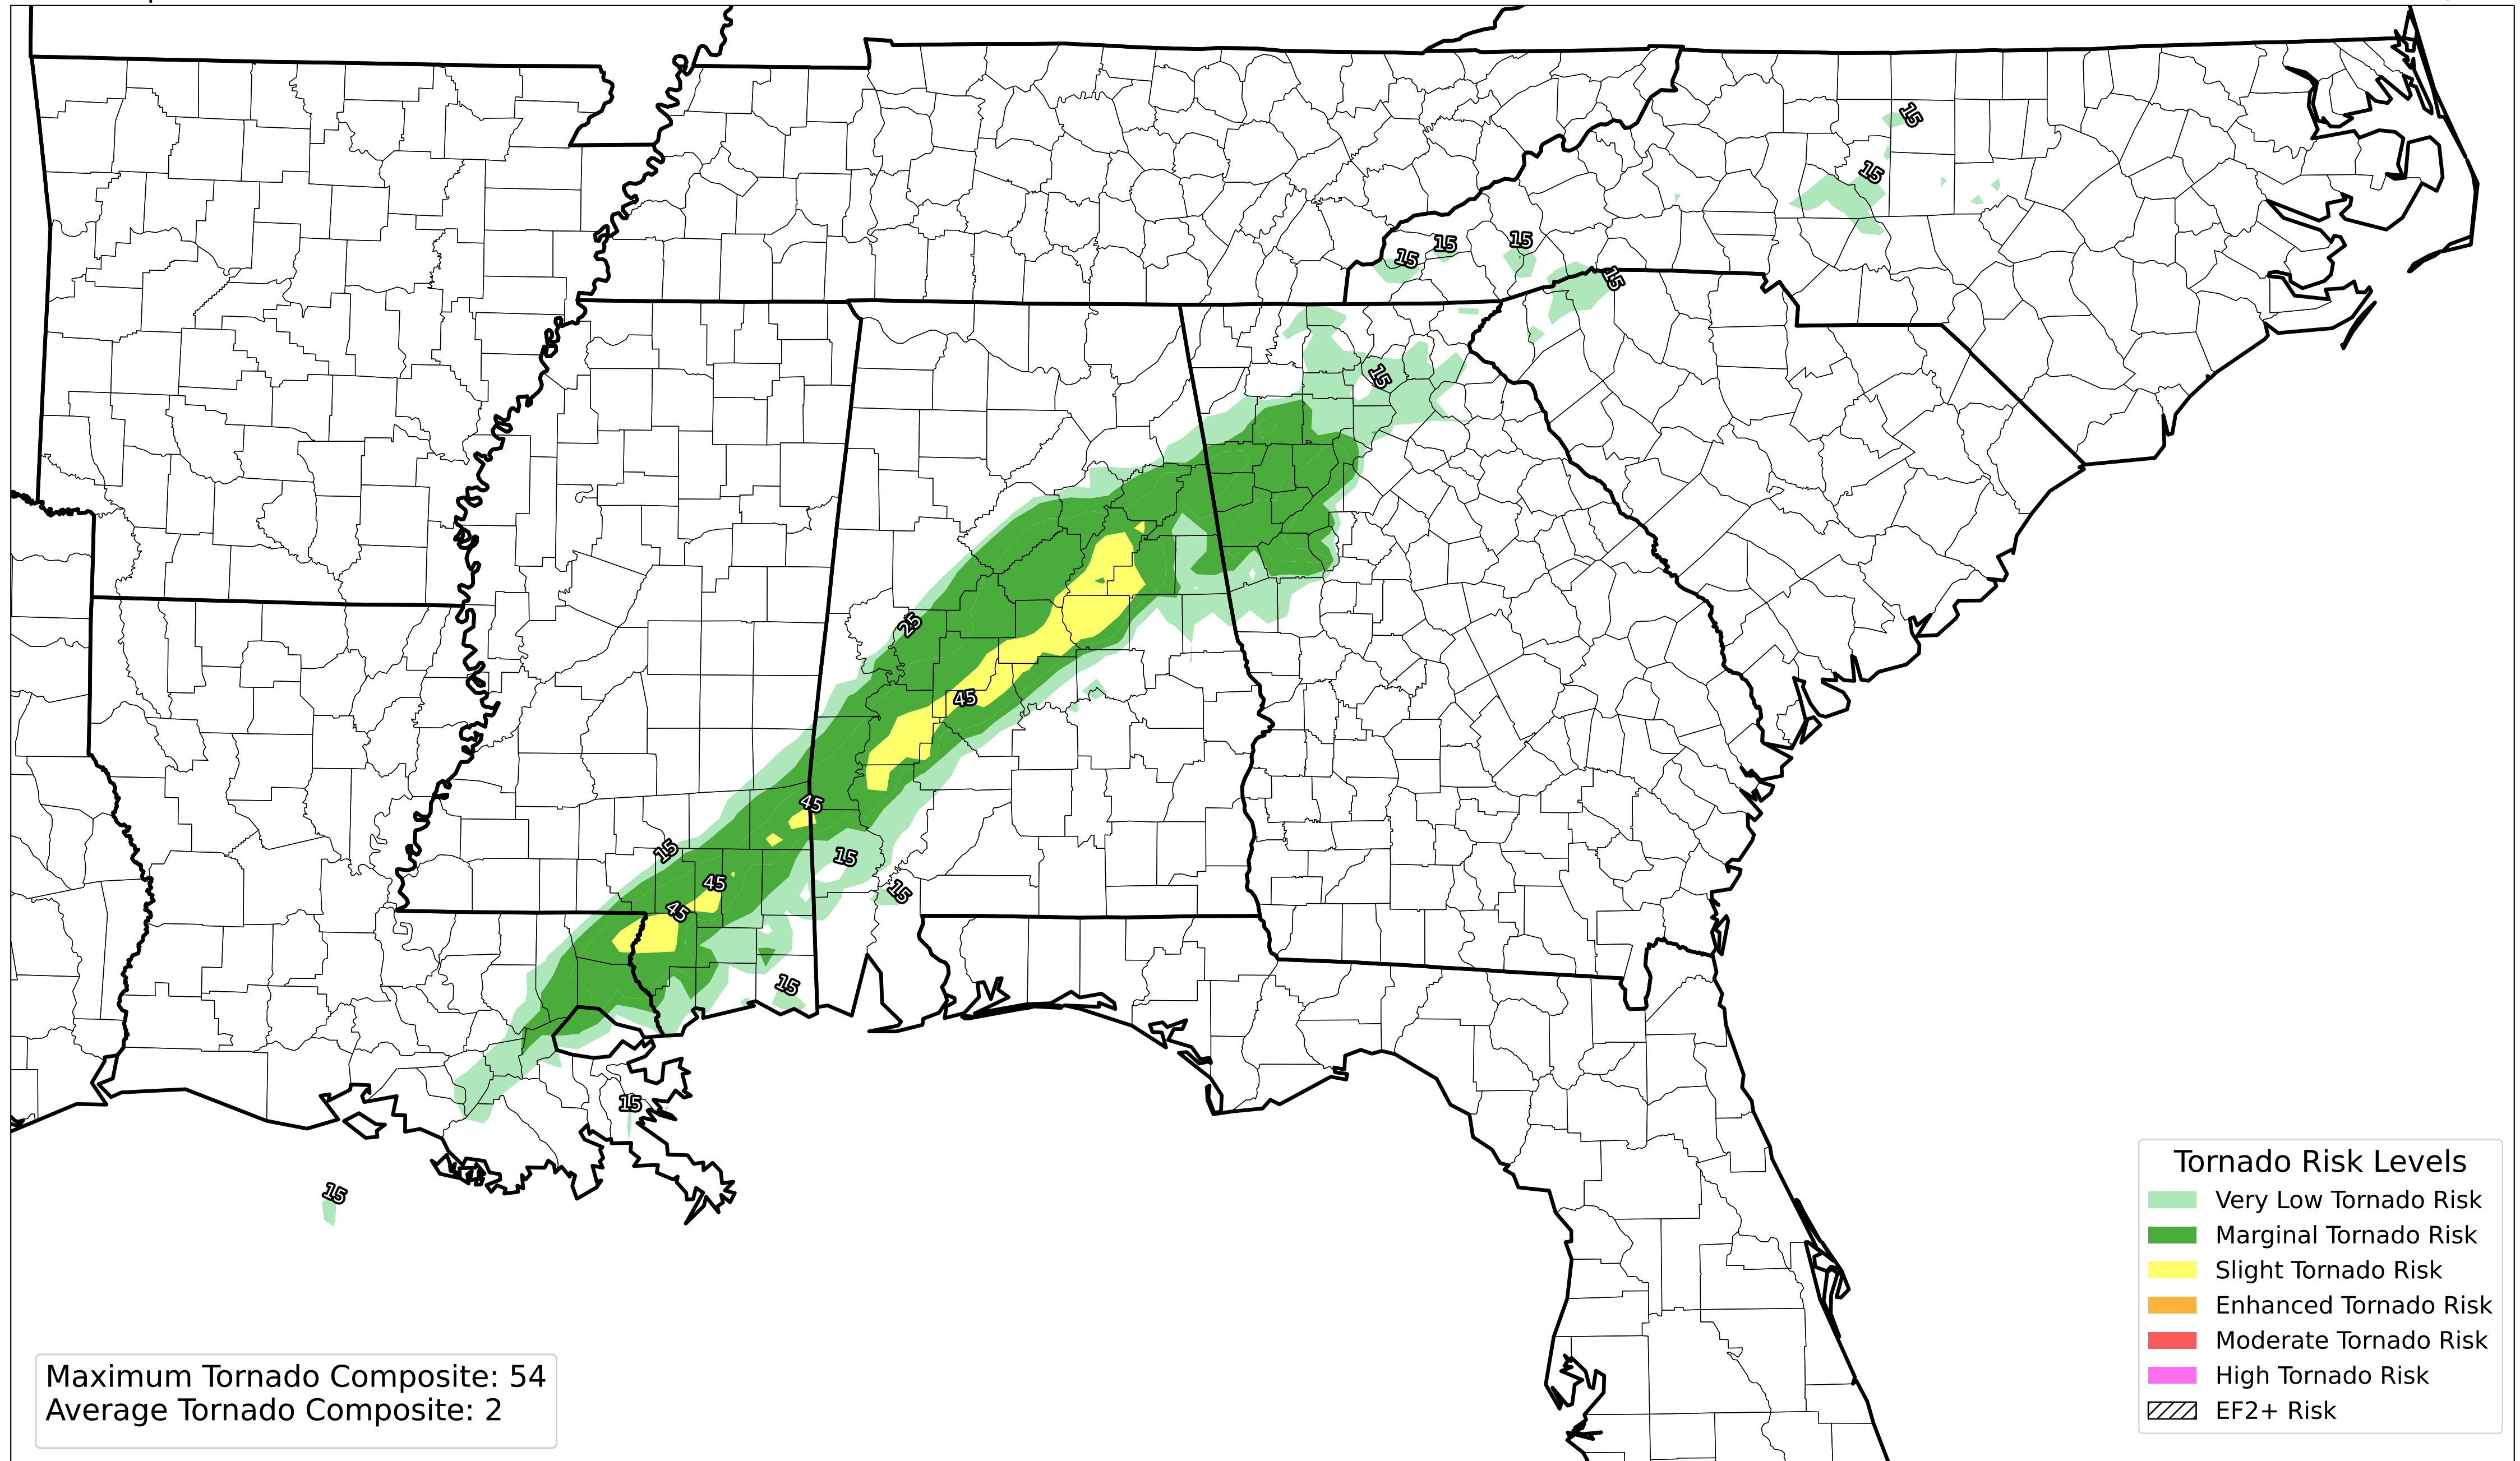 15
15
15
15
15
15
15
25
45
45
15
15
45
15
45
15
15
15
Tornado Risk Levels
Very Low Tornado Risk
Marginal Tornado Risk
Slight Tornado Risk
Enhanced Tornado Risk
Moderate Tornado Risk
High Tornado Risk
EF2+ Risk
Maximum Tornado Composite: 54
Average Tornado Composite: 2